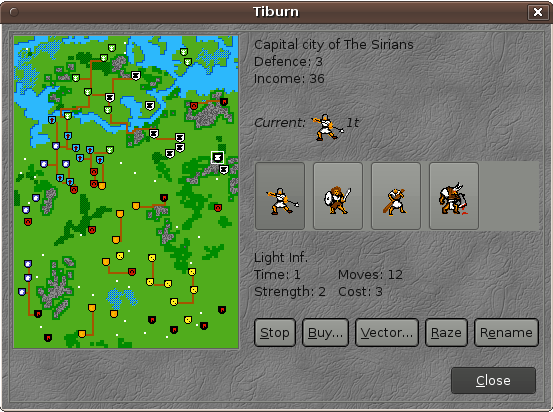 Tiburn
Capital city of The Sirians
Defence: 3
Income: 36
Current: 1t
Light Inf.
Time: 1 Moves: 12
Strength: 2 Cost: 3
Stop Buy... Vector... Raze Rename
Close